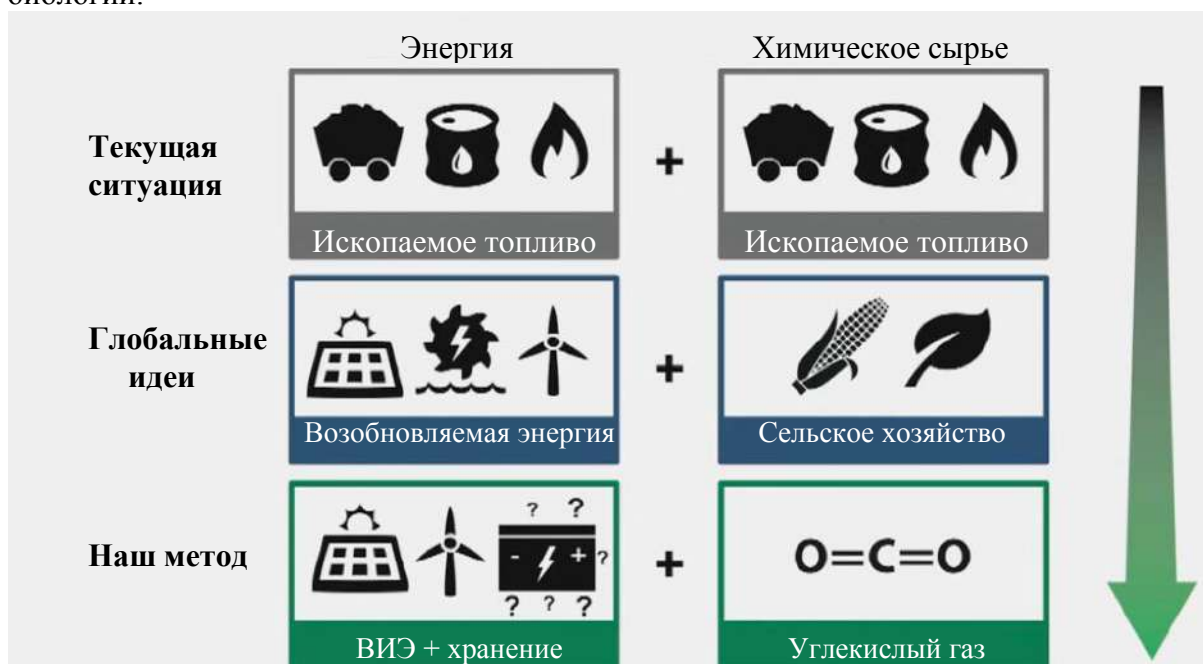 биологии.
Энергия Химическое сырье
Текущая
ситуация
+
Ископаемое топливо Ископаемое топливо
Глобальные
идеи
+
Возобновляемая энергия Сельское хозяйство
? ?
Наш метод
- + ?
+
O=C=O
? ? ?
ВИЭ + хранение Углекислый газ